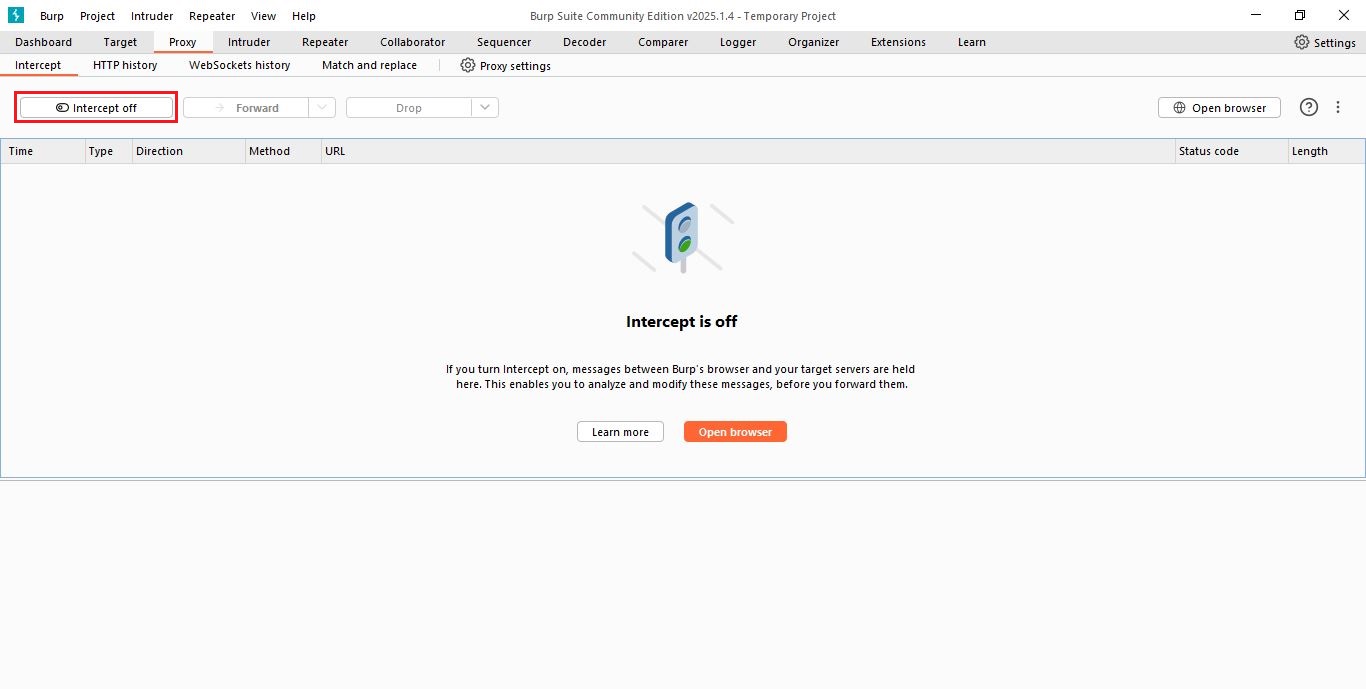 Burp Project Intruder Repeater View Help Burp Suite Community Edition v2025.1.4 - Temporary Project
Dashboard Target Proxy Intruder Repeater Collaborator Sequencer Decoder Comparer Logger Organizer Extensions Learn Settings
Intercept HTTP history WebSockets history Match and replace Proxy settings
Intercept off Forward Drop Open browser
Time Type Direction Method URL Status code Length
Intercept is off
If you turn Intercept on, messages between Burp's browser and your target servers are held
here. This enables you to analyze and modify these messages, before you forward them.
Learn more Open browser